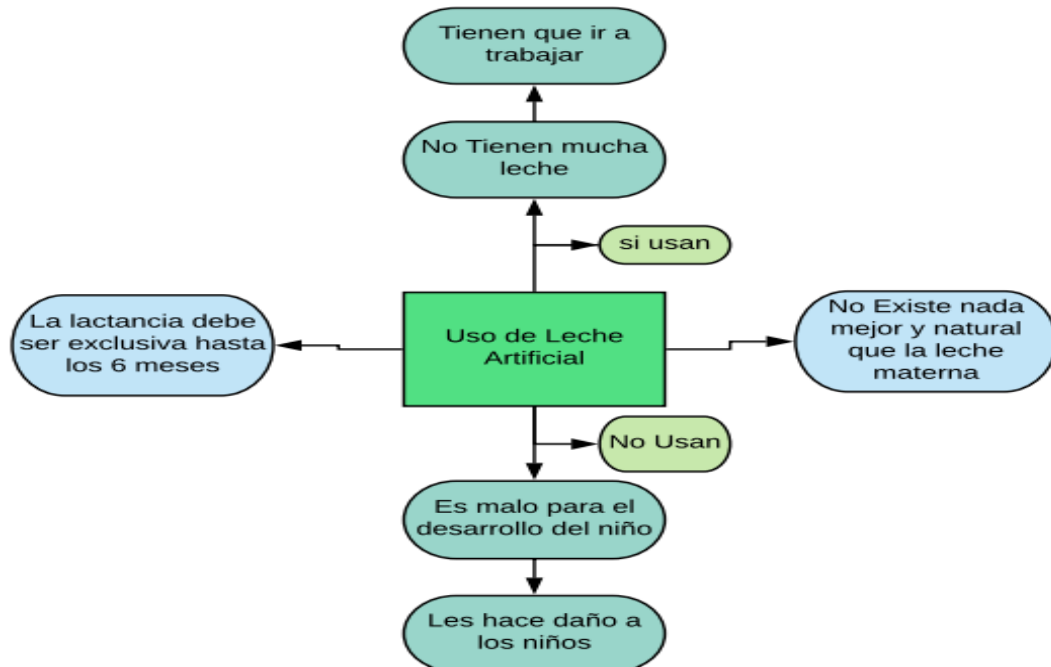 Tienen que ir a
trabajar
No Tienen mucha
leche
si usan
La lactancia debe
ser exclusiva hasta
los 6 meses
Uso de Leche
Artificial
No Existe nada
mejor y natural
que la leche
materna
No Usan
Es malo para el
desarrollo del niño
Les hace daño a
los niños